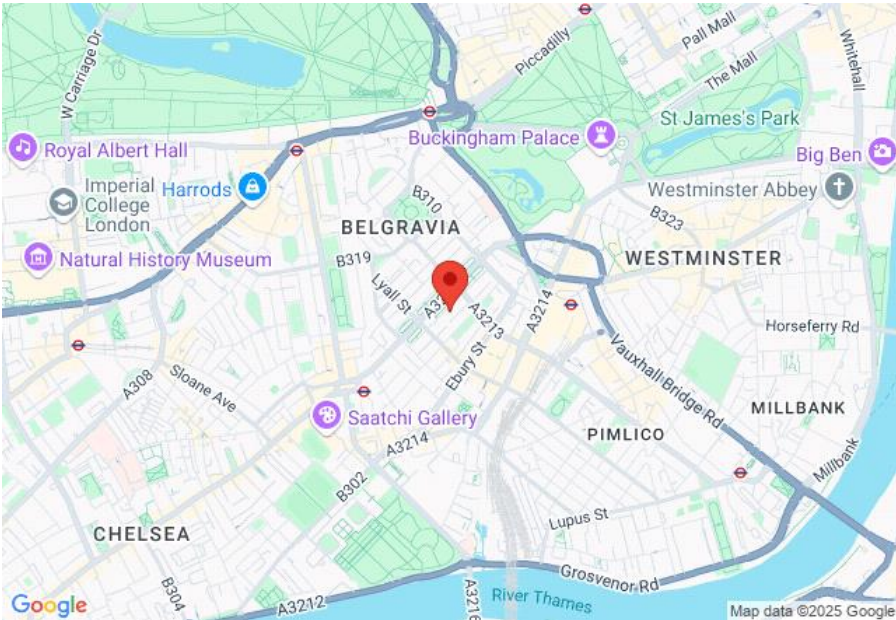 W Carriage Dr
Piccadilly
Pall Mall
The Mall
Whitehall
St James's Park
Buckingham Palace
Royal Albert Hall
Big Ben
Imperial
College
London
Harrods
B310
Westminster Abbey
B323
BELGRAVIA
Natural History Museum
B319
WESTMINSTER
Lyall St
A3213
A3214
Horseferry Rd
Vauxhall Bridge Rd
Ebury St
A308
Sloane Ave
Saatchi Gallery
MILLBANK
PIMLICO
A3214
B302
Millbank
Lupus St
CHELSEA
Grosvenor Rd
B304
A3212
A3216
River Thames
Google
Map data ©2025 Google